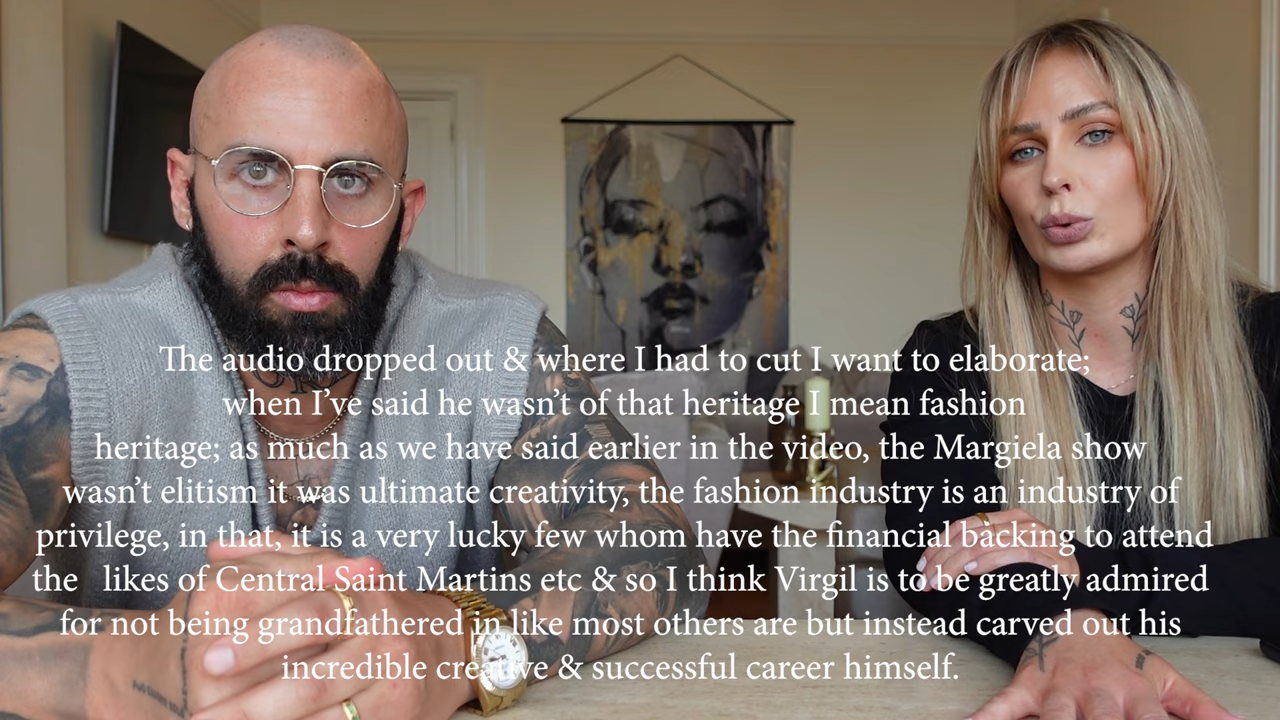 The audio dropped out & where I had to cut I want to elaborate;
when I've said he wasn't of that heritage I mean fashion
heritage; as much as we have said earlier in the video, the Margiela show
wasn't elitism it was ultimate creativity, the fashion industry is an industry of
privilege, in that, it is a very lucky few whom have the financial backing to attend
the likes of Central Saint Martins etc & so I think Virgil is to be greatly admired
for not being grandfathered in like most others are but instead carved out his
incredible creative & successful career himself.